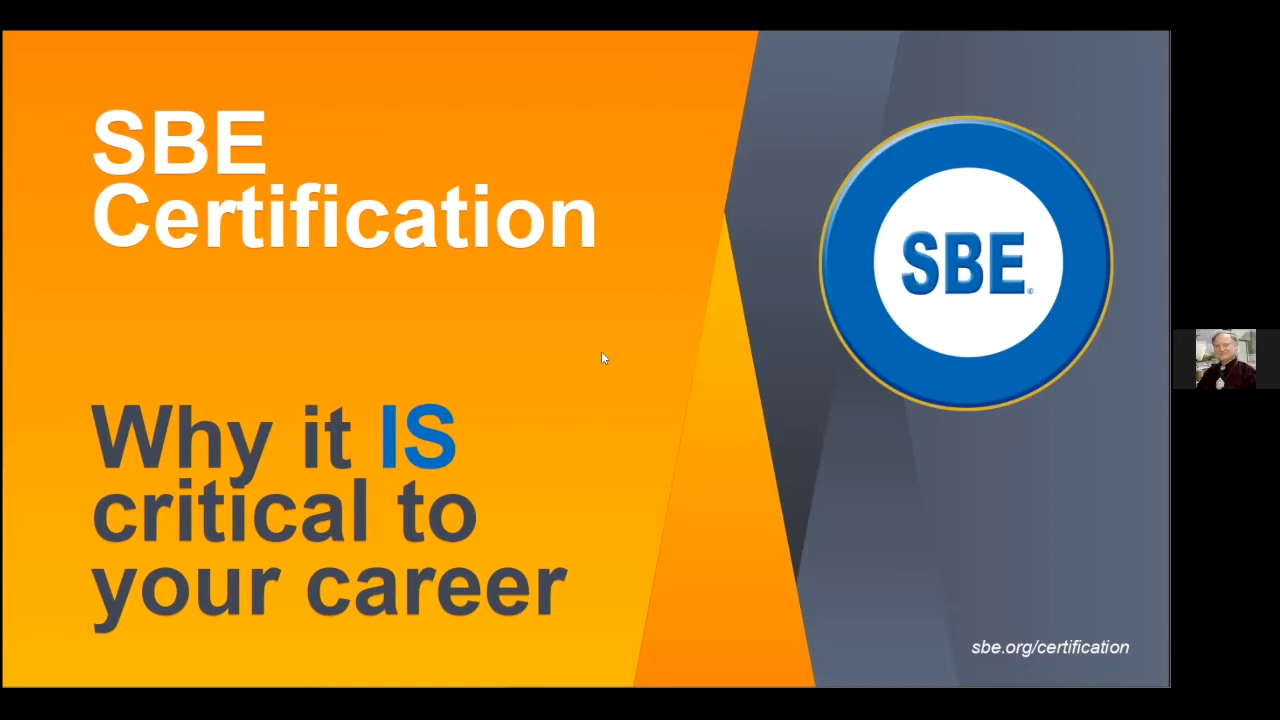 SBE
Certification
SBE®
Why it IS
critical to
your career
sbe.org/certification